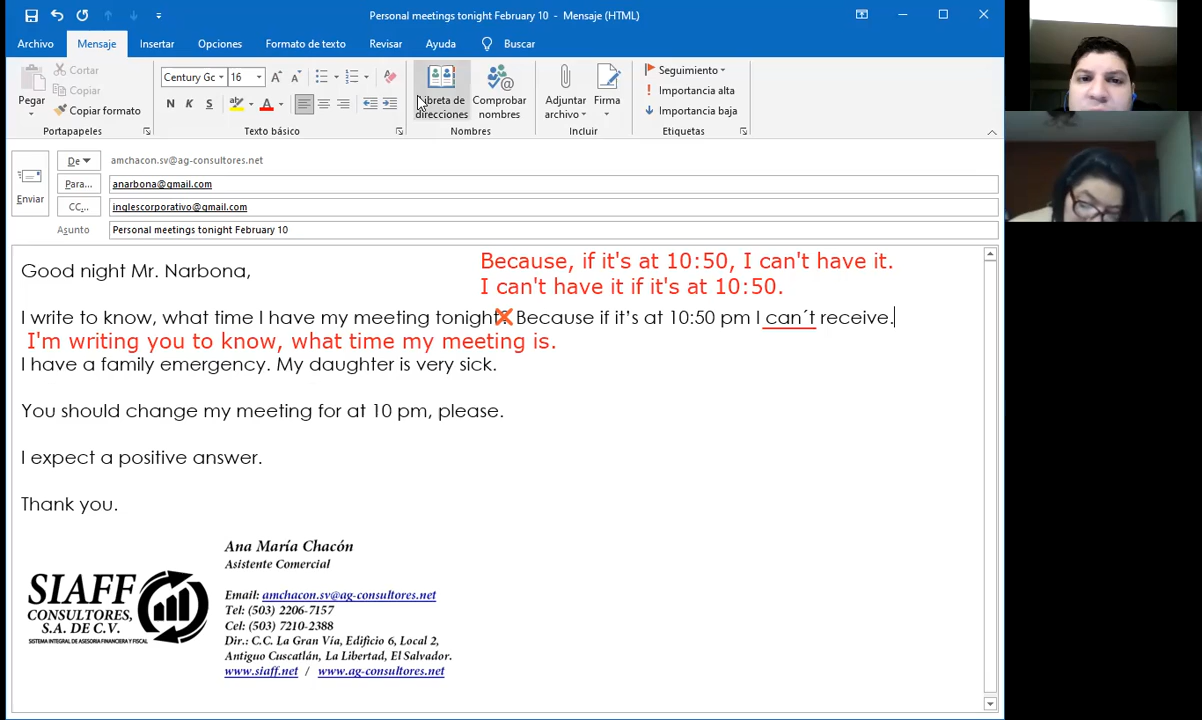 Personal meetings tonight February 10 - Mensaje (HTML)
Archivo Mensaje Insertar Opciones Formato de texto Revisar Ayuda Buscar
Pegar
Cortar
Copiar
Copiar formato
Portapapeles
Century Gc 16
N K S
Texto básico
Libreta de direcciones
Comprobar nombres
Nombres
Adjuntar archivo
Firma
Incluir
Seguimiento
Importancia alta
Importancia baja
Etiquetas
Enviar
De amchacon.sv@ag-consultores.net
Para... anarbona@gmail.com
CC... inglescorporativo@gmail.com
Asunto Personal meetings tonight February 10
Because, if it's at 10:50, I can't have it.
Good night Mr. Narbona,
I can't have it if it's at 10:50.
I write to know, what time I have my meeting tonight? Because if it's at 10:50 pm I can´t receive.
I'm writing you to know, what time my meeting is.
I have a family emergency. My daughter is very sick.
You should change my meeting for at 10 pm, please.
I expect a positive answer.
Thank you.
SIAFF
CONSULTORES,
S.A. DE C.V.
SISTEMA INTEGRAL DE ASESORIA FINANCIERA Y FISCAL
Ana María Chacón
Asistente Comercial
Email: amchacon.sv@ag-consultores.net
Tel: (503) 2206-7157
Cel: (503) 7210-2388
Dir.: C.C. La Gran Vía, Edificio 6, Local 2,
Antiguo Cuscatlán, La Libertad, El Salvador.
www.siaff.net / www.ag-consultores.net